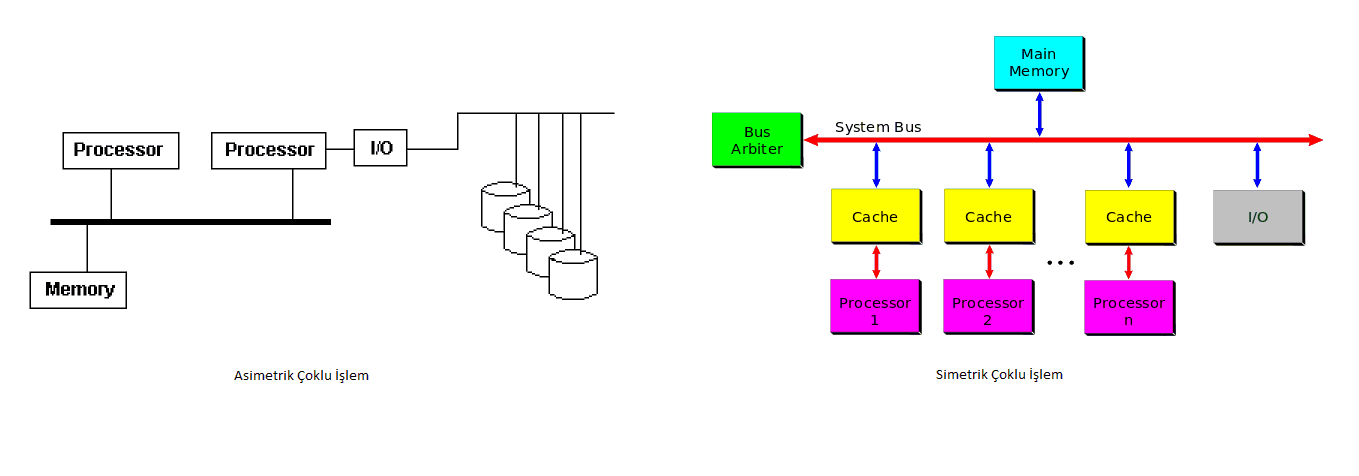 Processor
Processor
I/O
Memory
Asimetrik Çoklu İşlem
Main
Memory
Bus
Arbiter
System Bus
Cache
Cache
Cache
I/O
...
Processor
1
Processor
2
Processor
n
Simetrik Çoklu İşlem